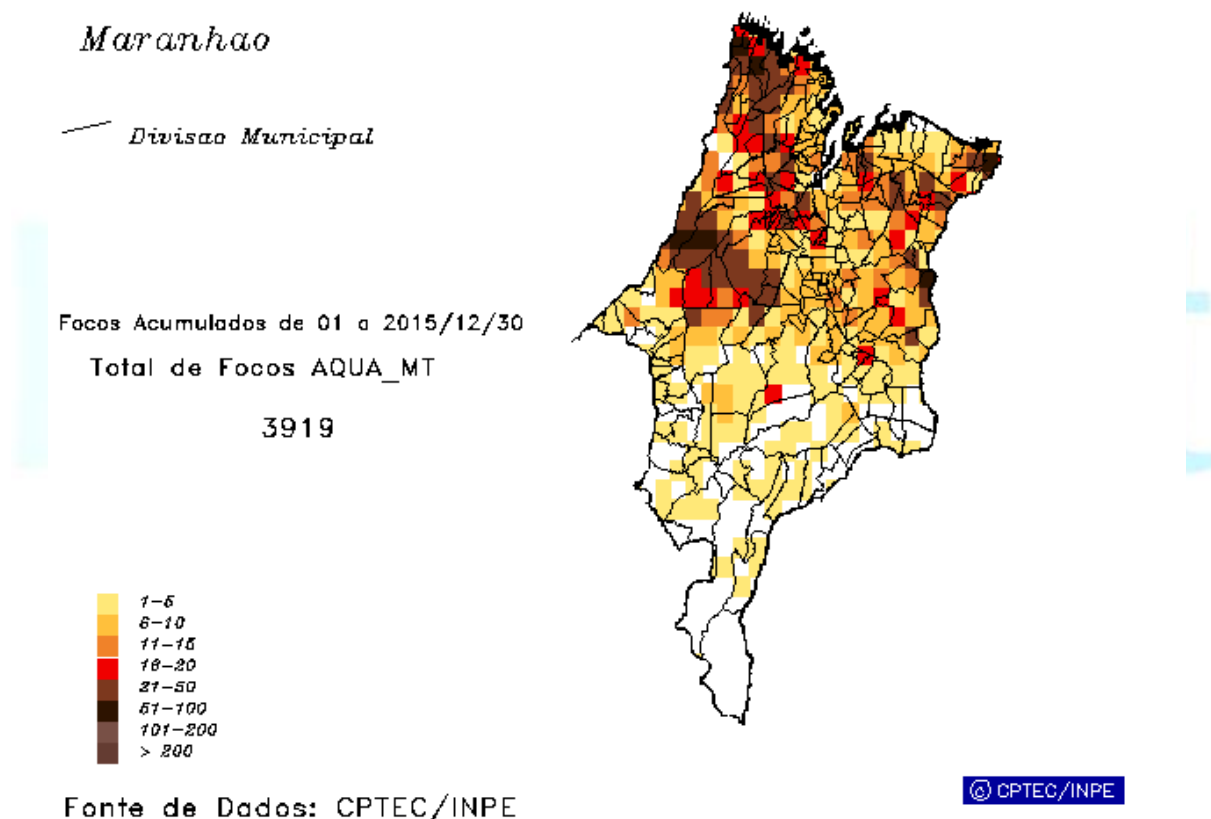 Maranhao
Divisao Municipal
Focos Acumulados de 01 a 2015/12/30
Total de Focos AQUA_MT
3919
1-5
6-10
11-15
16-20
21-50
51-100
101-200
> 200
Fonte de Dados: CPTEC/INPE
© CPTEC/INPE